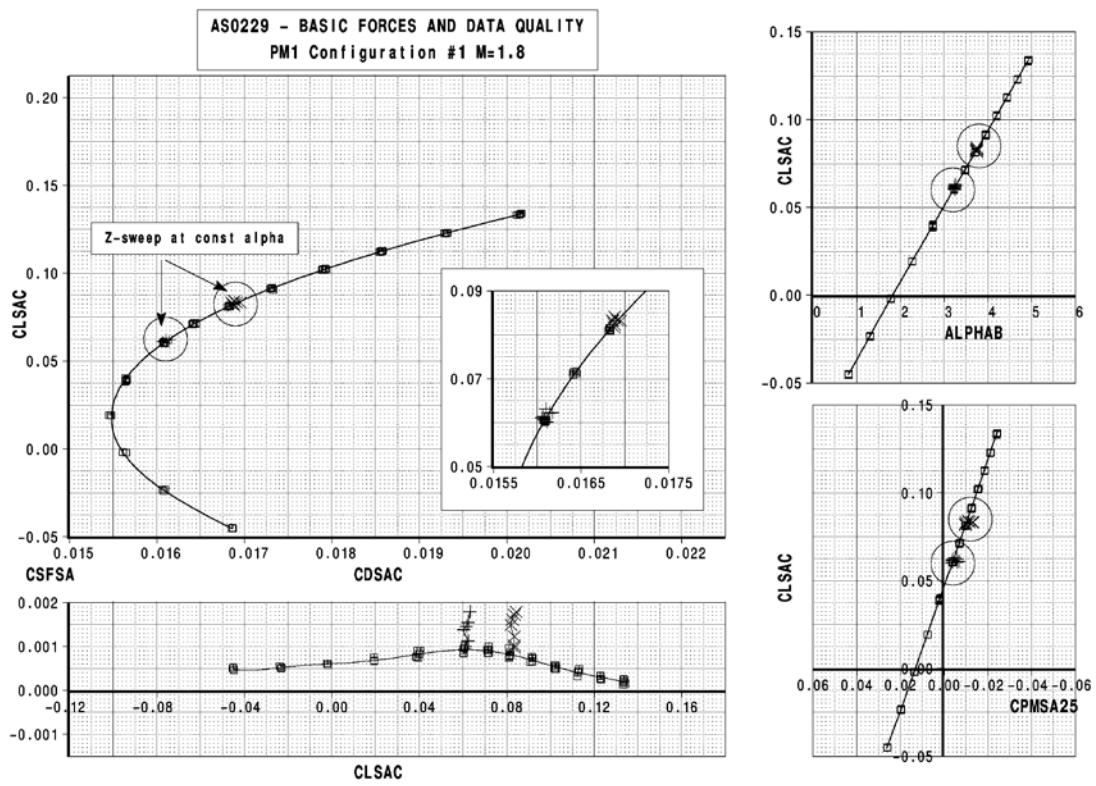 AS0229 - BASIC FORCES AND DATA QUALITY
PM1 Configuration #1 M=1.8
CLSAC
0.20
0.15
0.10
0.05
0.00
-0.05
Z-sweep at const alpha
0.09
0.07
0.05
0.0155 0.0165 0.0175
0.015 0.016 0.017 0.018 0.019 0.020 0.021 0.022
CSFSA
CDSAC
0.002
0.001
0.000
-0.001
-0.12 -0.08 -0.04 0.00 0.04 0.08 0.12 0.16
CLSAC
0.15
0.10
0.05
0.00
-0.05
CLSAC
0 1 2 3 4 5 6
ALPHAB
0.15
0.10
0.05
0.00
-0.05
CLSAC
0.06 0.04 0.02 0.00 -0.02 -0.04 -0.06
CPMSA25